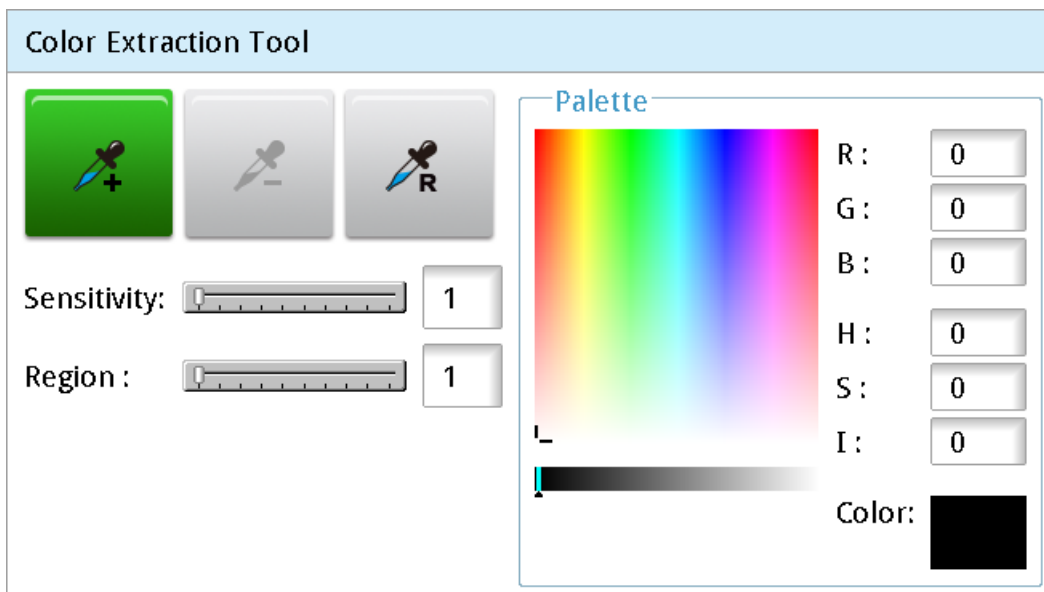 Color Extraction Tool
+
−
R
Sensitivity: 1
Region : 1
Palette
R : 0
G : 0
B : 0
H : 0
S : 0
I : 0
Color: